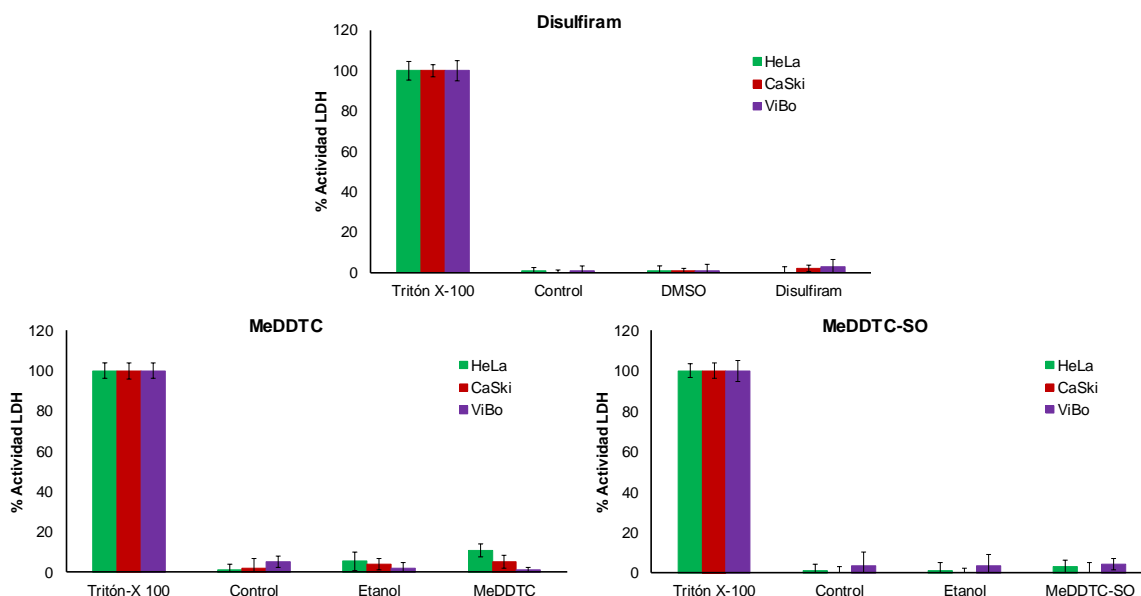 Disulfiram
120
100
80
60
40
20
0
% Actividad LDH
HeLa
CaSki
ViBo
Tritón X-100 Control DMSO Disulfiram
MeDDTC
120
100
80
60
40
20
0
% Actividad LDH
HeLa
CaSki
ViBo
Tritón-X 100 Control Etanol MeDDTC
MeDDTC-SO
120
100
80
60
40
20
0
% Actividad LDH
HeLa
CaSki
ViBo
Tritón X-100 Control Etanol MeDDTC-SO